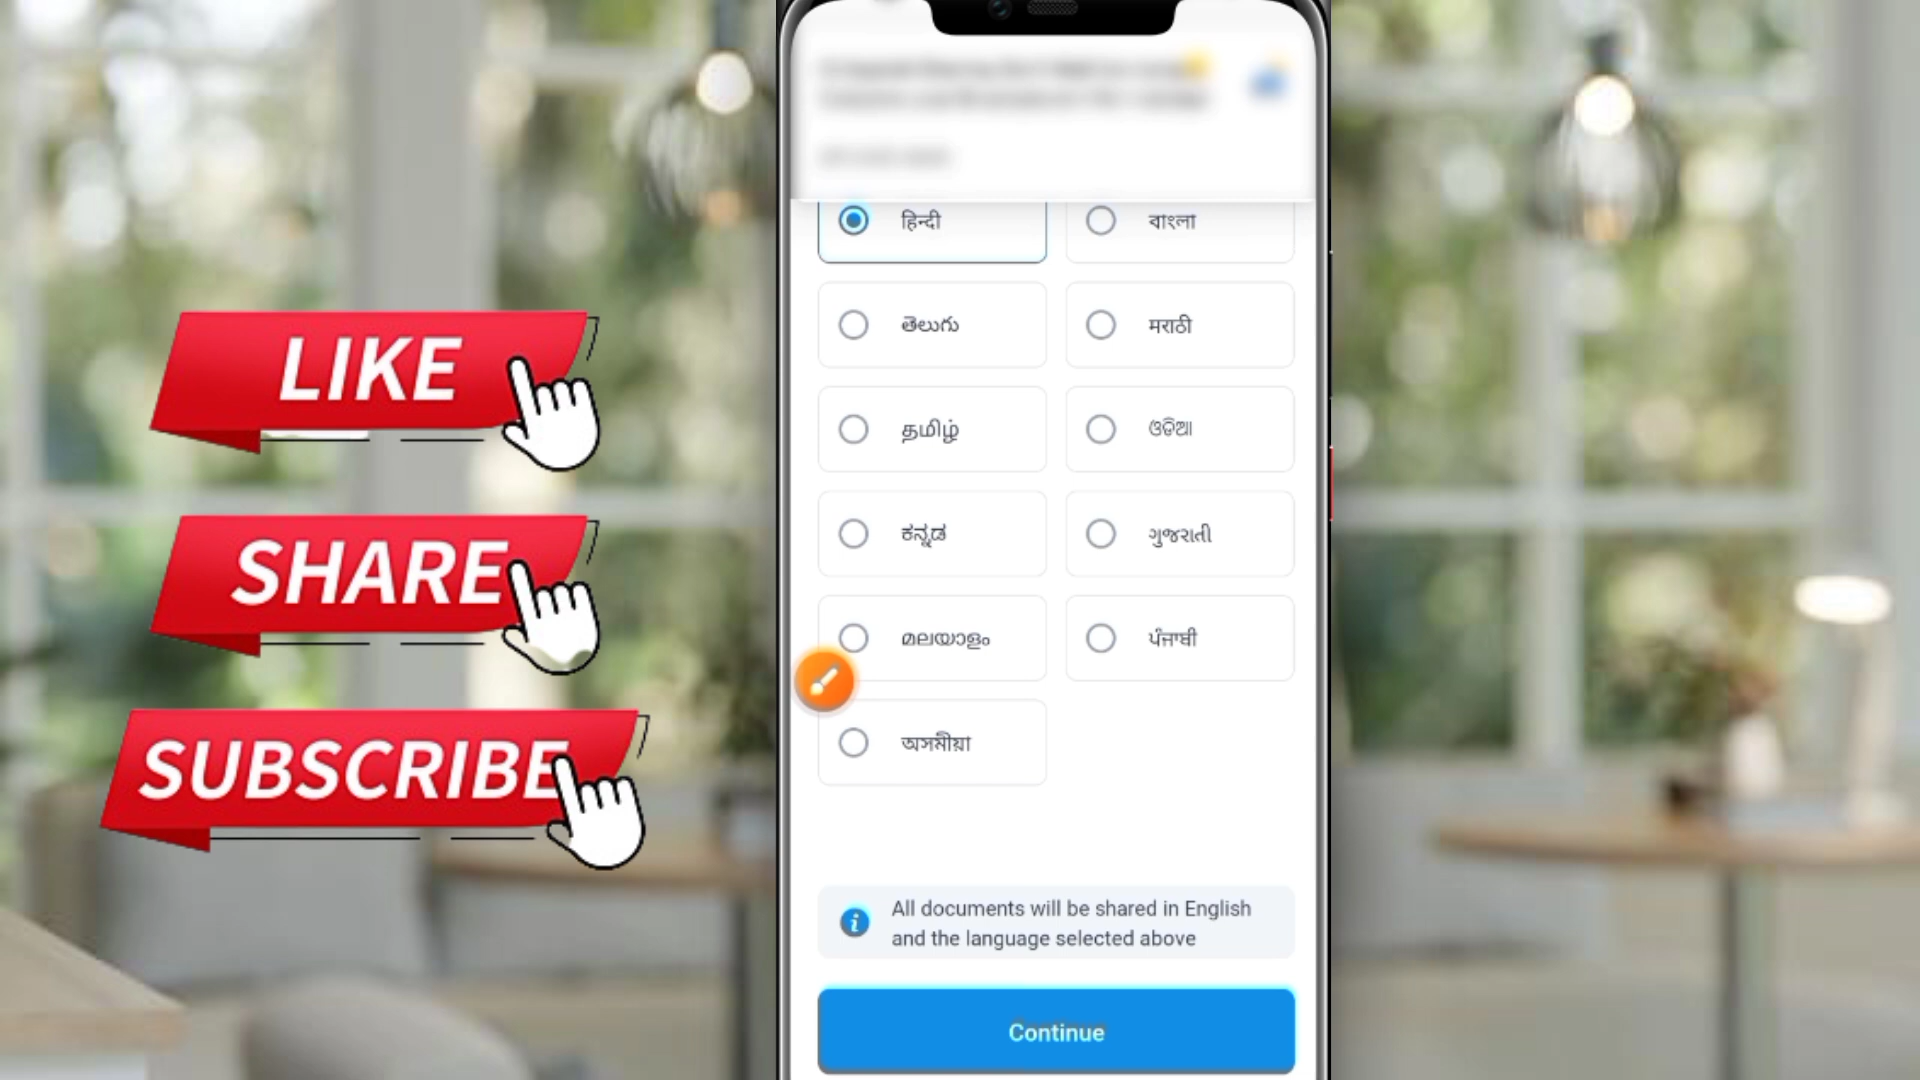 LIKE
SHARE
SUBSCRIBE
हिन्दी
বাংলা
తెలుగు
मराठी
தமிழ்
ଓଡିଆ
ಕನ್ನಡ
ગુજરાતી
മലയാളം
ਪੰਜਾਬੀ
অসমীয়া
All documents will be shared in English
and the language selected above
Continue